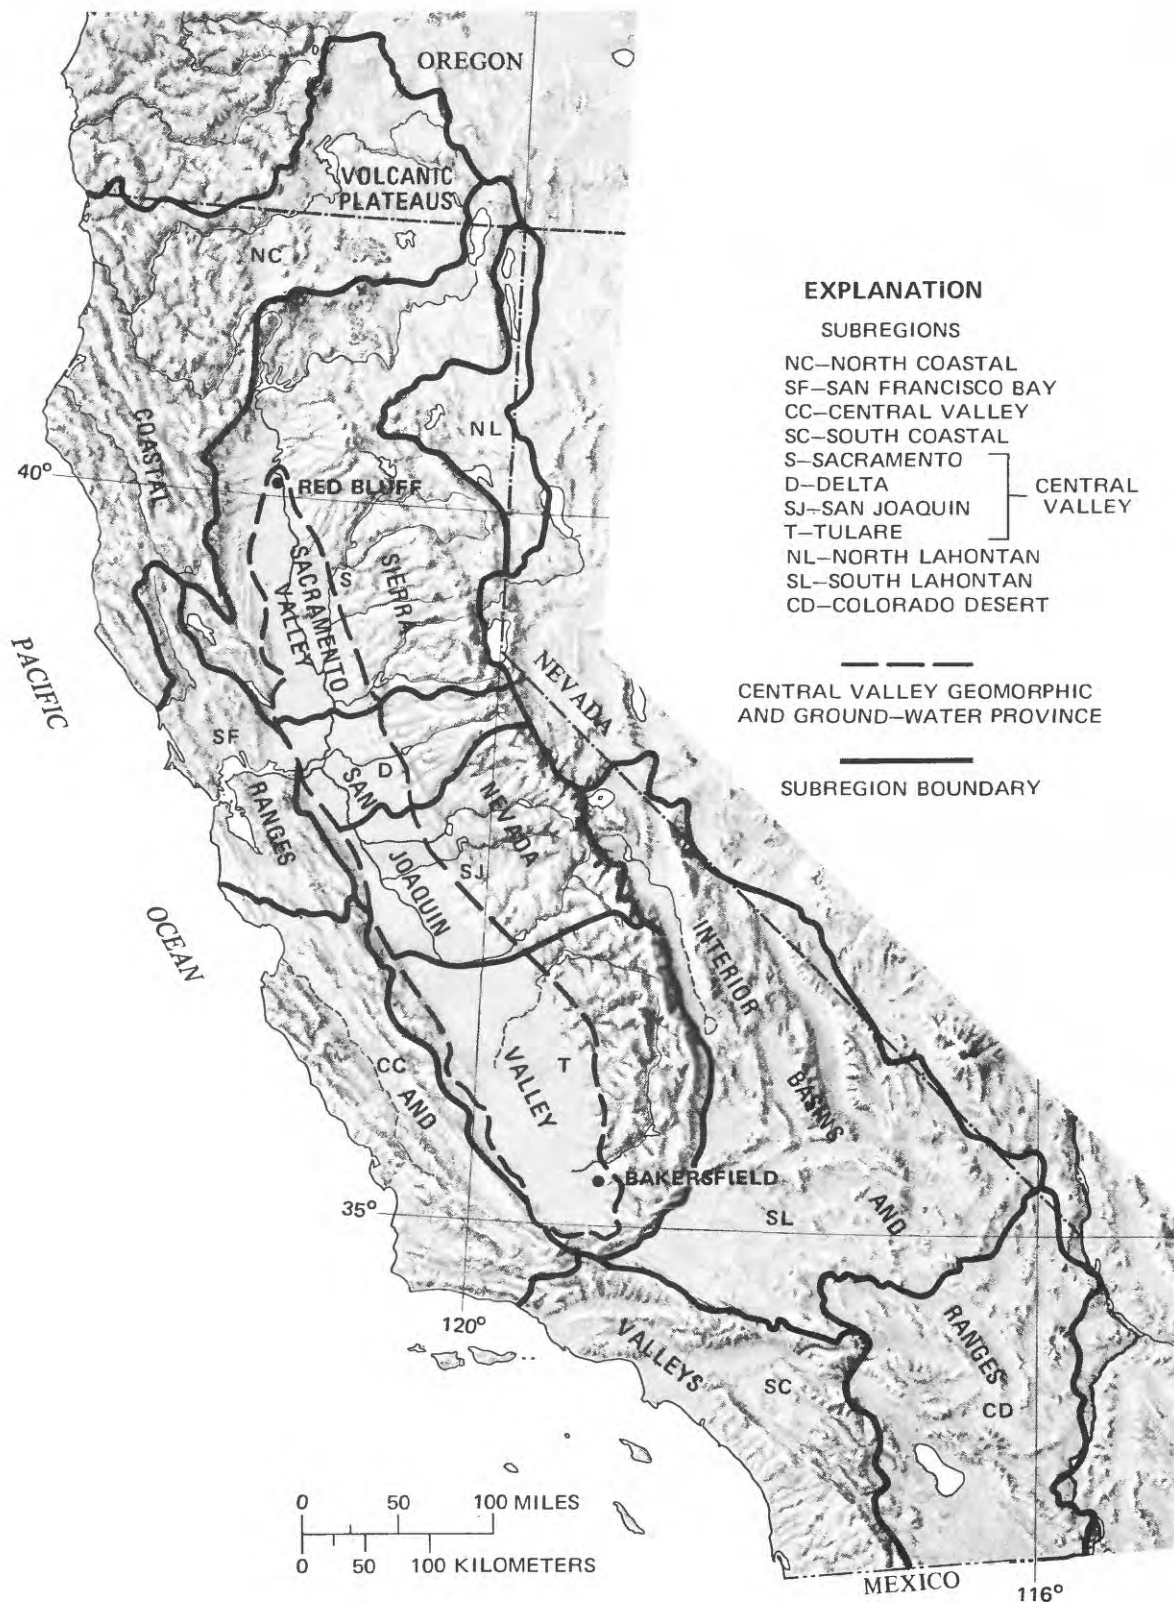 OREGON
VOLCANIC
PLATEAUS
NC
COASTAL
NL
40°
RED BLUFF
SACRAMENTO
VALLEY
S
SIERRA
PACIFIC
NEVADA
SF
D
SAN
RANGES
NEVADA
JOAQUIN
SJ
OCEAN
INTERIOR
CC
AND
VALLEY
T
BASINS
BAKERSFIELD
35°
SL
AND
120°
VALLEYS
SC
RANGES
CD
0 50 100 MILES
0 50 100 KILOMETERS
MEXICO
116°
EXPLANATION
SUBREGIONS
NC—NORTH COASTAL
SF—SAN FRANCISCO BAY
CC—CENTRAL VALLEY
SC—SOUTH COASTAL
S—SACRAMENTO
D—DELTA
SJ—SAN JOAQUIN
T—TULARE
CENTRAL
VALLEY
NL—NORTH LAHONTAN
SL—SOUTH LAHONTAN
CD—COLORADO DESERT
CENTRAL VALLEY GEOMORPHIC
AND GROUND—WATER PROVINCE
SUBREGION BOUNDARY